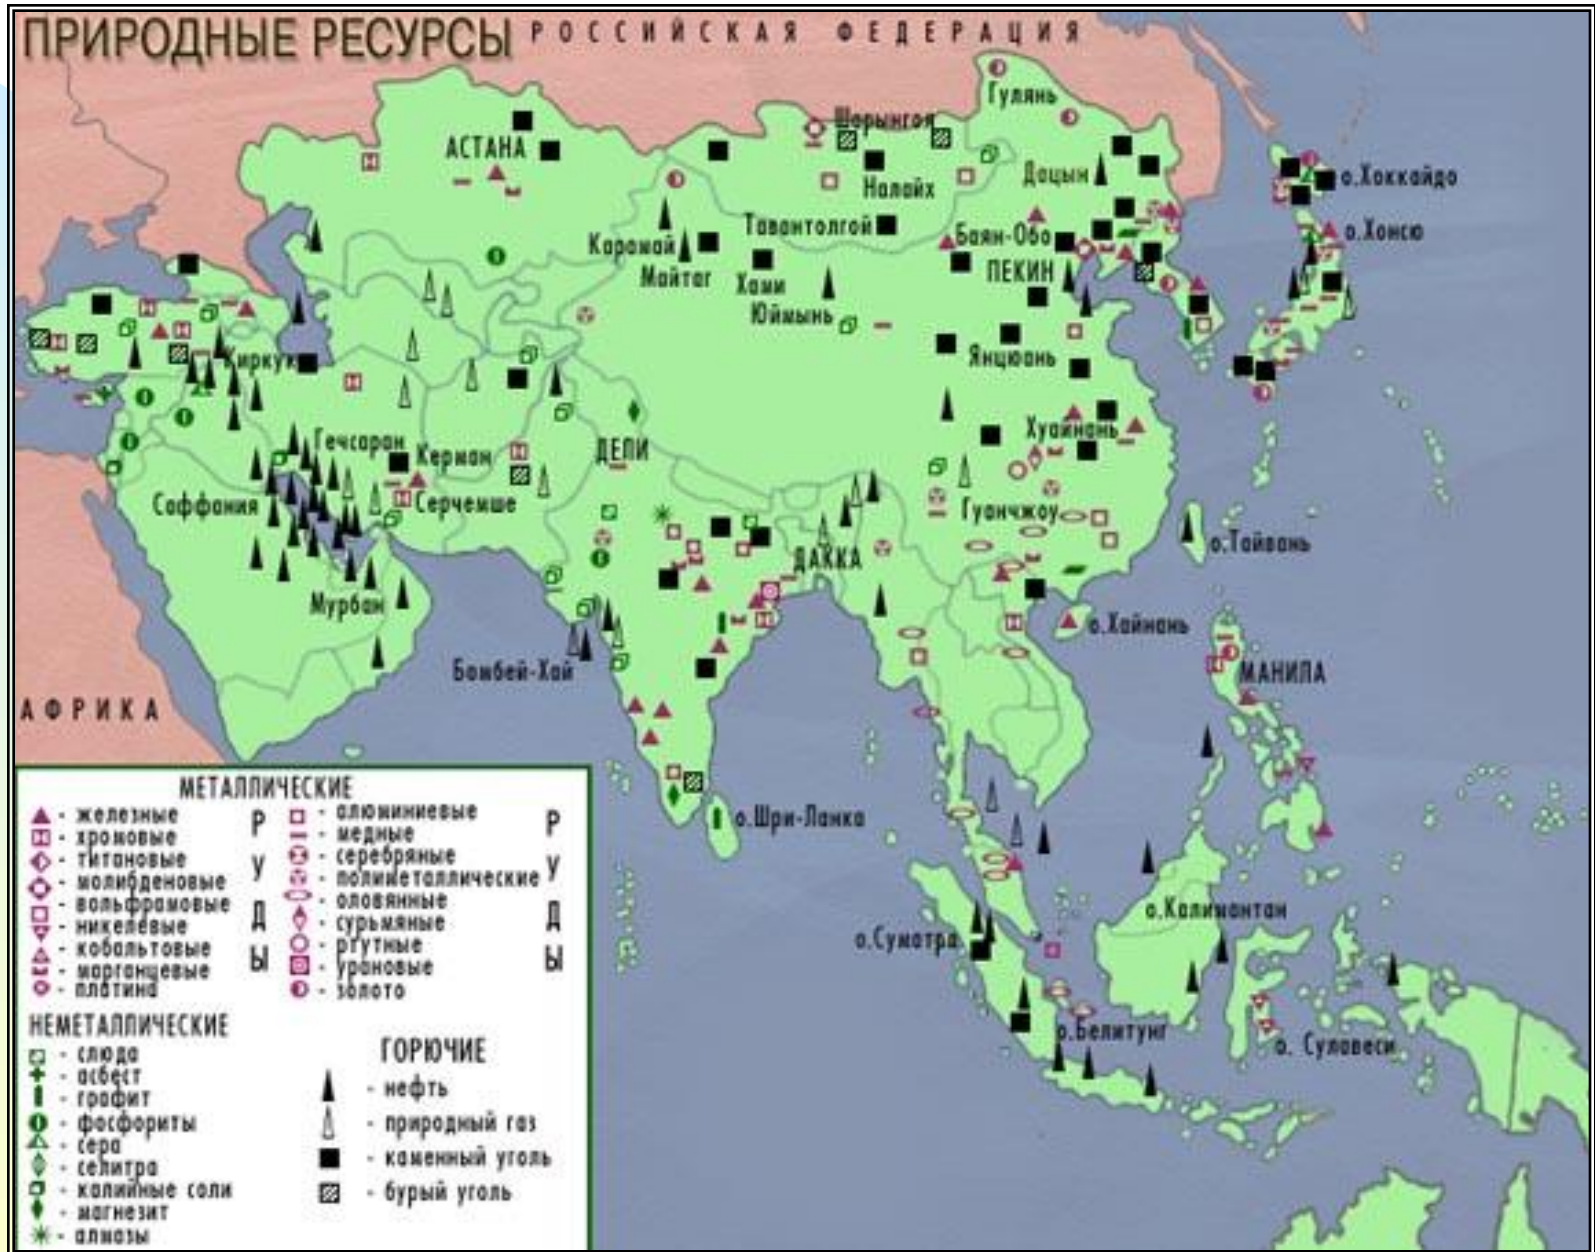 ПРИРОДНЫЕ РЕСУРСЫ
РОССИЙСКАЯ ФЕДЕРАЦИЯ
Гулянь
Шарынгол
АСТАНА
Налайх
Дацын
о.Хоккайдо
Тавантолгой
Баян-Обо
о.Хонсю
Карамай
Майтаг
Хами
ПЕКИН
Юймынь
Киркук
Янцюань
Гечсаран
Керман
ДЕЛИ
Хуайнань
Саффания
Серчемше
Гуанчжоу
о.Тайвань
ДАККА
Мурбан
о.Хайнань
Бомбей-Хай
МАНИЛА
АФРИКА
о.Шри-Ланка
о.Калимантан
о.Суматра
о.Белитунг
о. Сулавеси
МЕТАЛЛИЧЕСКИЕ
РУДЫ
- железные
- хромовые
- титановые
- молибденовые
- вольфрамовые
- никелевые
- кобальтовые
- марганцевые
- платина
РУДЫ
- алюминиевые
- медные
- серебряные
- полиметаллические
- оловянные
- сурьмяные
- ртутные
- урановые
- золото
НЕМЕТАЛЛИЧЕСКИЕ
- слюда
- асбест
- графит
- фосфориты
- сера
- селитра
- калийные соли
- магнезит
- алмазы
ГОРЮЧИЕ
- нефть
- природный газ
- каменный уголь
- бурый уголь